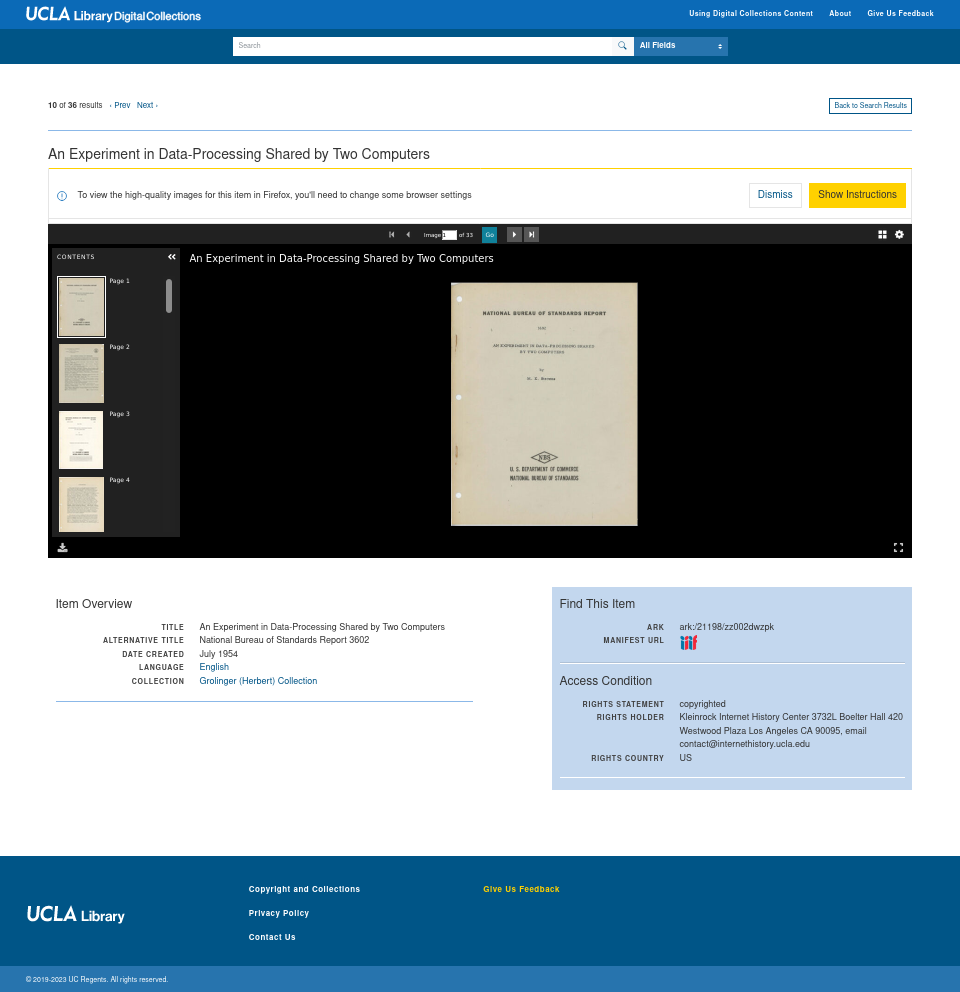 UCLA Library Digital Collections
Using Digital Collections Content About Give Us Feedback
Search All Fields
10 of 36 results ‹ Prev Next ›
Back to Search Results
An Experiment in Data-Processing Shared by Two Computers
To view the high-quality images for this item in Firefox, you'll need to change some browser settings
Dismiss Show Instructions
Image 1 of 33 Go
CONTENTS
An Experiment in Data-Processing Shared by Two Computers
Page 1
Page 2
Page 3
Page 4
NATIONAL BUREAU OF STANDARDS REPORT
AN EXPERIMENT IN DATA-PROCESSING SHARED
BY TWO COMPUTERS
by
NBS
U. S. DEPARTMENT OF COMMERCE
NATIONAL BUREAU OF STANDARDS
Item Overview
TITLE An Experiment in Data-Processing Shared by Two Computers
ALTERNATIVE TITLE National Bureau of Standards Report 3602
DATE CREATED July 1954
LANGUAGE English
COLLECTION Grolinger (Herbert) Collection
Find This Item
ARK ark:/21198/zz002dwzpk
MANIFEST URL iiif
Access Condition
RIGHTS STATEMENT copyrighted
RIGHTS HOLDER Kleinrock Internet History Center 3732L Boelter Hall 420
Westwood Plaza Los Angeles CA 90095, email
contact@internethistory.ucla.edu
RIGHTS COUNTRY US
UCLA Library
Copyright and Collections
Privacy Policy
Contact Us
Give Us Feedback
© 2019-2023 UC Regents. All rights reserved.